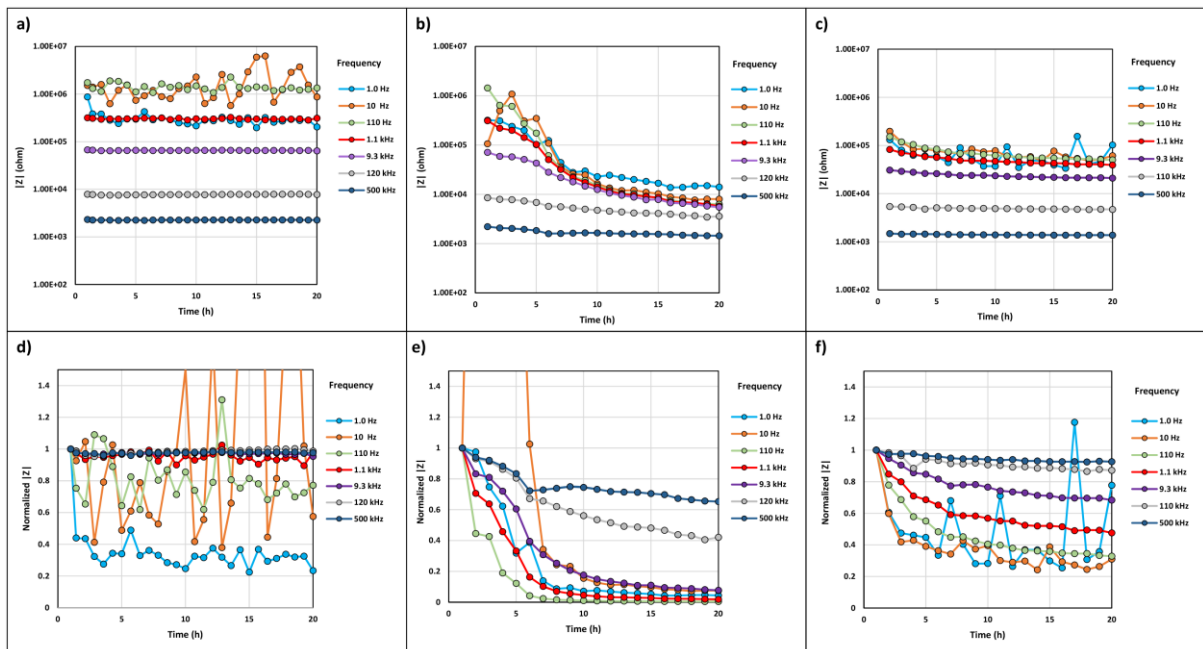 a)
1.00E+07
1.00E+06
1.00E+05
1.00E+04
1.00E+03
1.00E+02
|Z| (ohm)
0 5 10 15 20
Time (h)
Frequency
1.0 Hz
10 Hz
110 Hz
1.1 kHz
9.3 kHz
120 kHz
500 kHz
b)
1.00E+07
1.00E+06
1.00E+05
1.00E+04
1.00E+03
1.00E+02
|Z| (ohm)
0 5 10 15 20
Time (h)
Frequency
1.0 Hz
10 Hz
110 Hz
1.1 kHz
9.3 kHz
120 kHz
500 kHz
c)
1.00E+07
1.00E+06
1.00E+05
1.00E+04
1.00E+03
1.00E+02
|Z| (ohm)
0 5 10 15 20
Time (h)
Frequency
1.0 Hz
10 Hz
110 Hz
1.1 kHz
9.3 kHz
110 kHz
500 kHz
d)
1.4
1.2
1
0.8
0.6
0.4
0.2
0
Normalized |Z|
0 5 10 15 20
Time (h)
Frequency
1.0 Hz
10 Hz
110 Hz
1.1 kHz
9.3 kHz
120 kHz
500 kHz
e)
1.4
1.2
1
0.8
0.6
0.4
0.2
0
Normalized |Z|
0 5 10 15 20
Time (h)
Frequency
1.0 Hz
10 Hz
110 Hz
1.1 kHz
9.3 kHz
120 kHz
500 kHz
f)
1.4
1.2
1
0.8
0.6
0.4
0.2
0
Normalized |Z|
0 5 10 15 20
Time (h)
Frequency
1.0 Hz
10 Hz
110 Hz
1.1 kHz
9.3 kHz
110 kHz
500 kHz